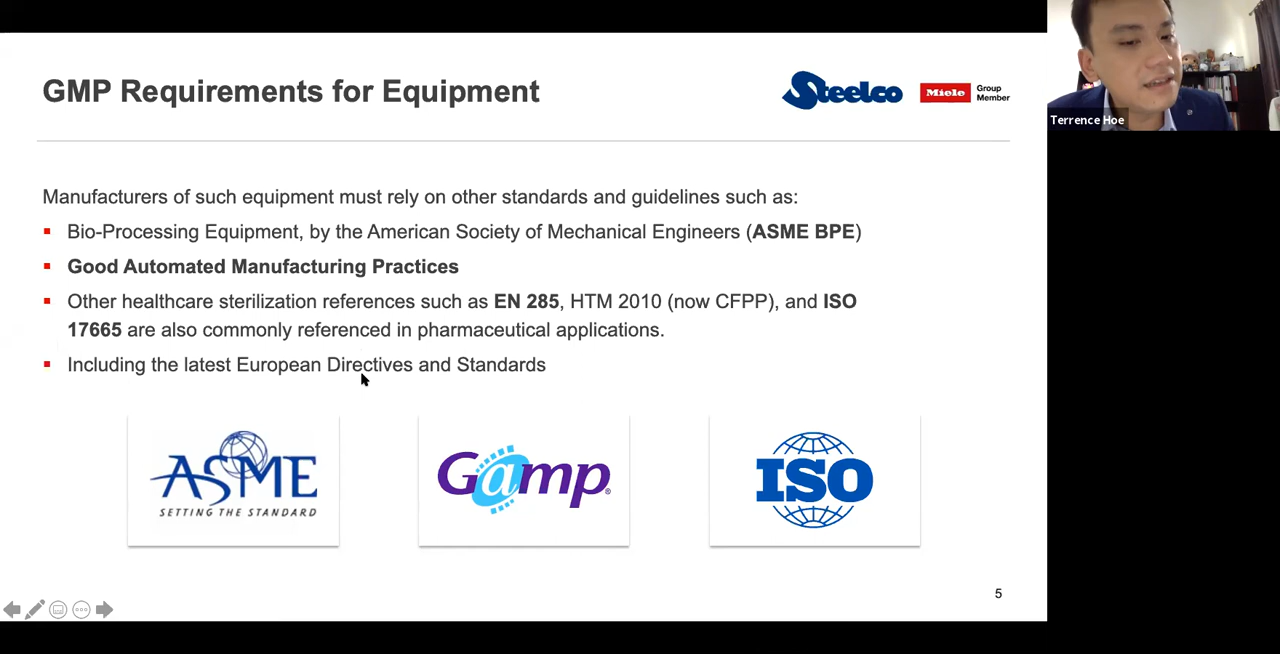 GMP Requirements for Equipment
Steelco
Miele
Group
Member
Terrence Hoe
Manufacturers of such equipment must rely on other standards and guidelines such as:
Bio-Processing Equipment, by the American Society of Mechanical Engineers (ASME BPE)
Good Automated Manufacturing Practices
Other healthcare sterilization references such as EN 285, HTM 2010 (now CFPP), and ISO
17665 are also commonly referenced in pharmaceutical applications.
Including the latest European Directives and Standards
ASME
SETTING THE STANDARD
Gamp®
ISO
5